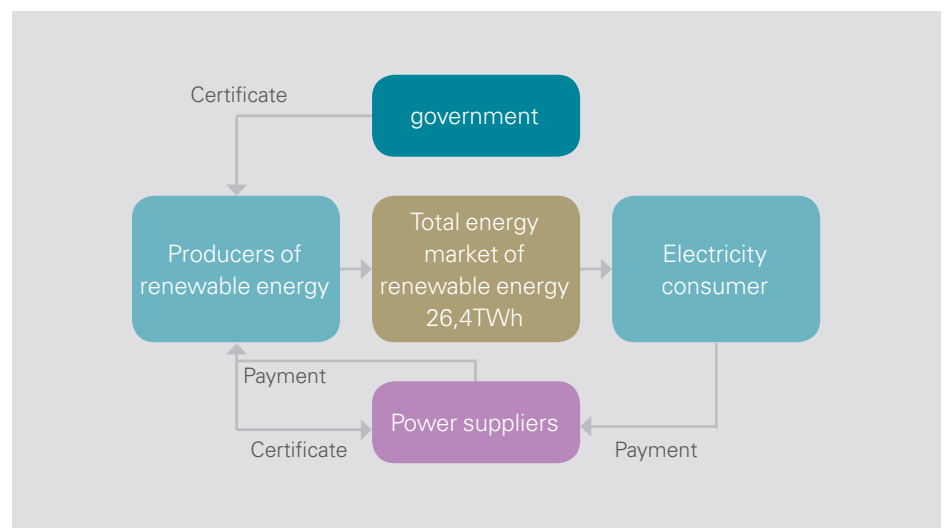 Certificate
government
Producers of
renewable energy
Total energy
market of
renewable energy
26,4TWh
Electricity
consumer
Payment
Power suppliers
Certificate
Payment